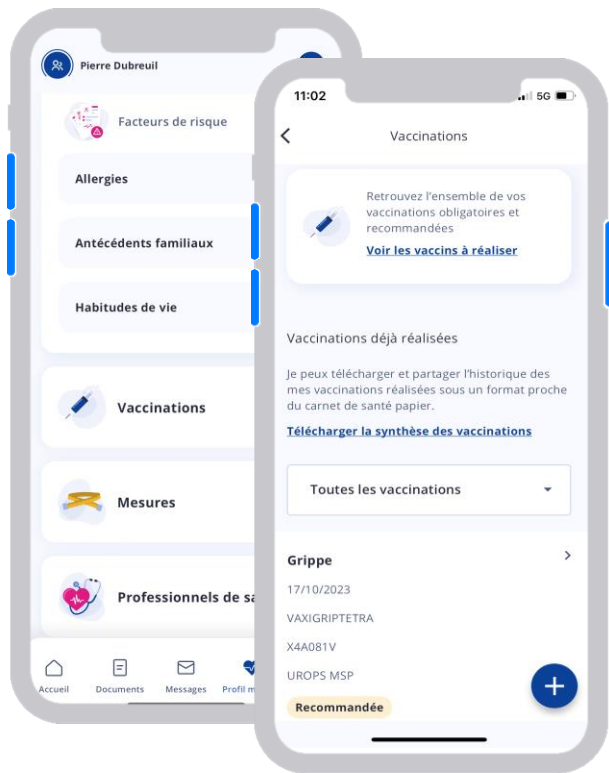 Pierre Dubreuil
Facteurs de risque
Allergies
Antécédents familiaux
Habitudes de vie
Vaccinations
Mesures
Professionnels de
Accueil
Documents
Messages
Profil
11:02
5G
Vaccinations
Retrouvez l'ensemble de vos
vaccinations obligatoires et
recommandées
Voir les vaccins à réaliser
Vaccinations déjà réalisées
Je peux télécharger et partager l'historique des
mes vaccinations réalisées sous un format proche
du carnet de santé papier.
Télécharger la synthèse des vaccinations
Toutes les vaccinations
Grippe
17/10/2023
VAXIGRIPTETRA
X4A081V
UROPS MSP
Recommandée